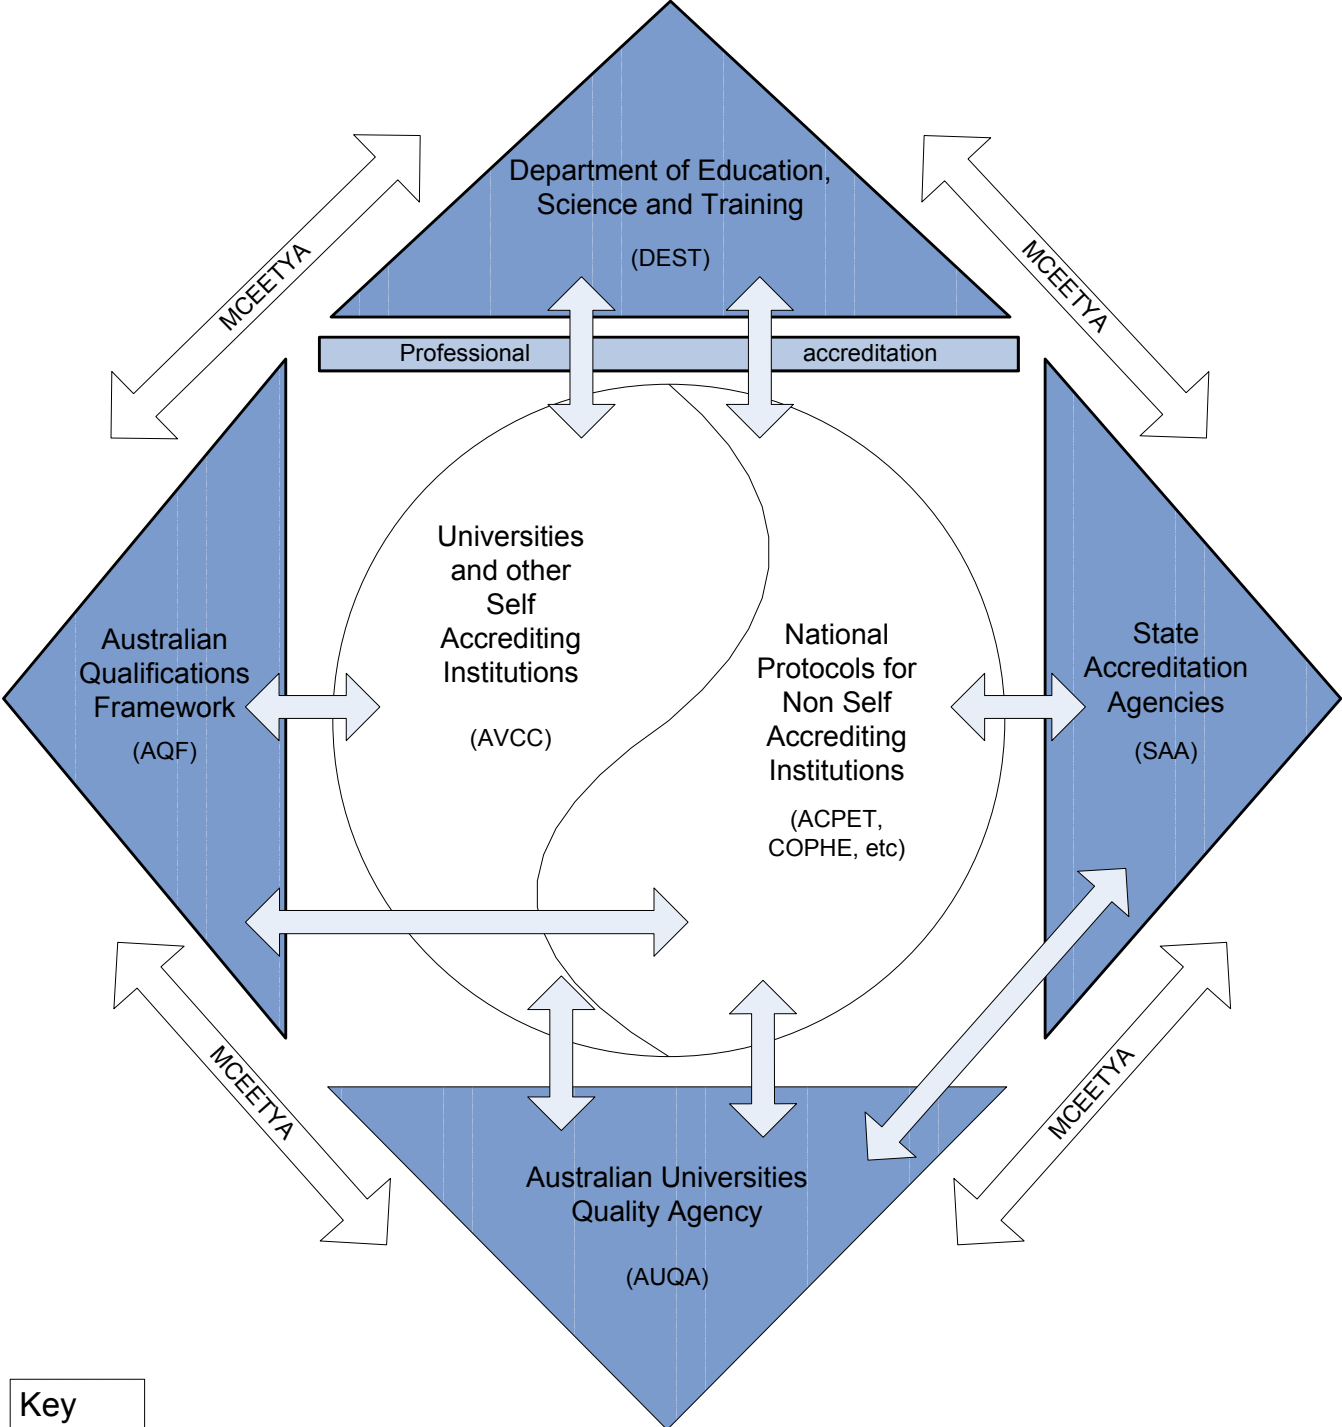 Department of Education,
Science and Training
(DEST)
MCEETYA
MCEETYA
Professional accreditation
Universities
and other
Self
Accrediting
Institutions
(AVCC)
National
Protocols for
Non Self
Accrediting
Institutions
(ACPET,
COPHE, etc)
Australian
Qualifications
Framework
(AQF)
State
Accreditation
Agencies
(SAA)
MCEETYA
MCEETYA
Australian Universities
Quality Agency
(AUQA)
Key